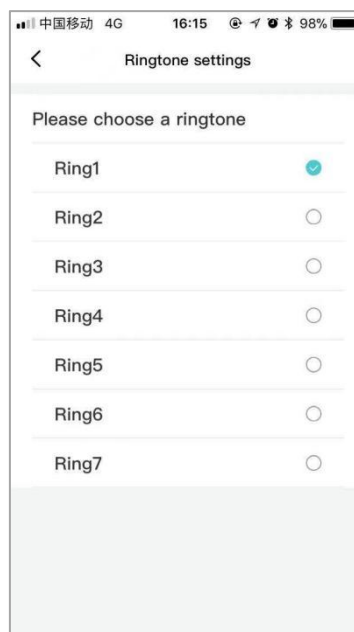 中国移动 4G 16:15 98%
Ringtone settings
Please choose a ringtone
Ring1
Ring2
Ring3
Ring4
Ring5
Ring6
Ring7